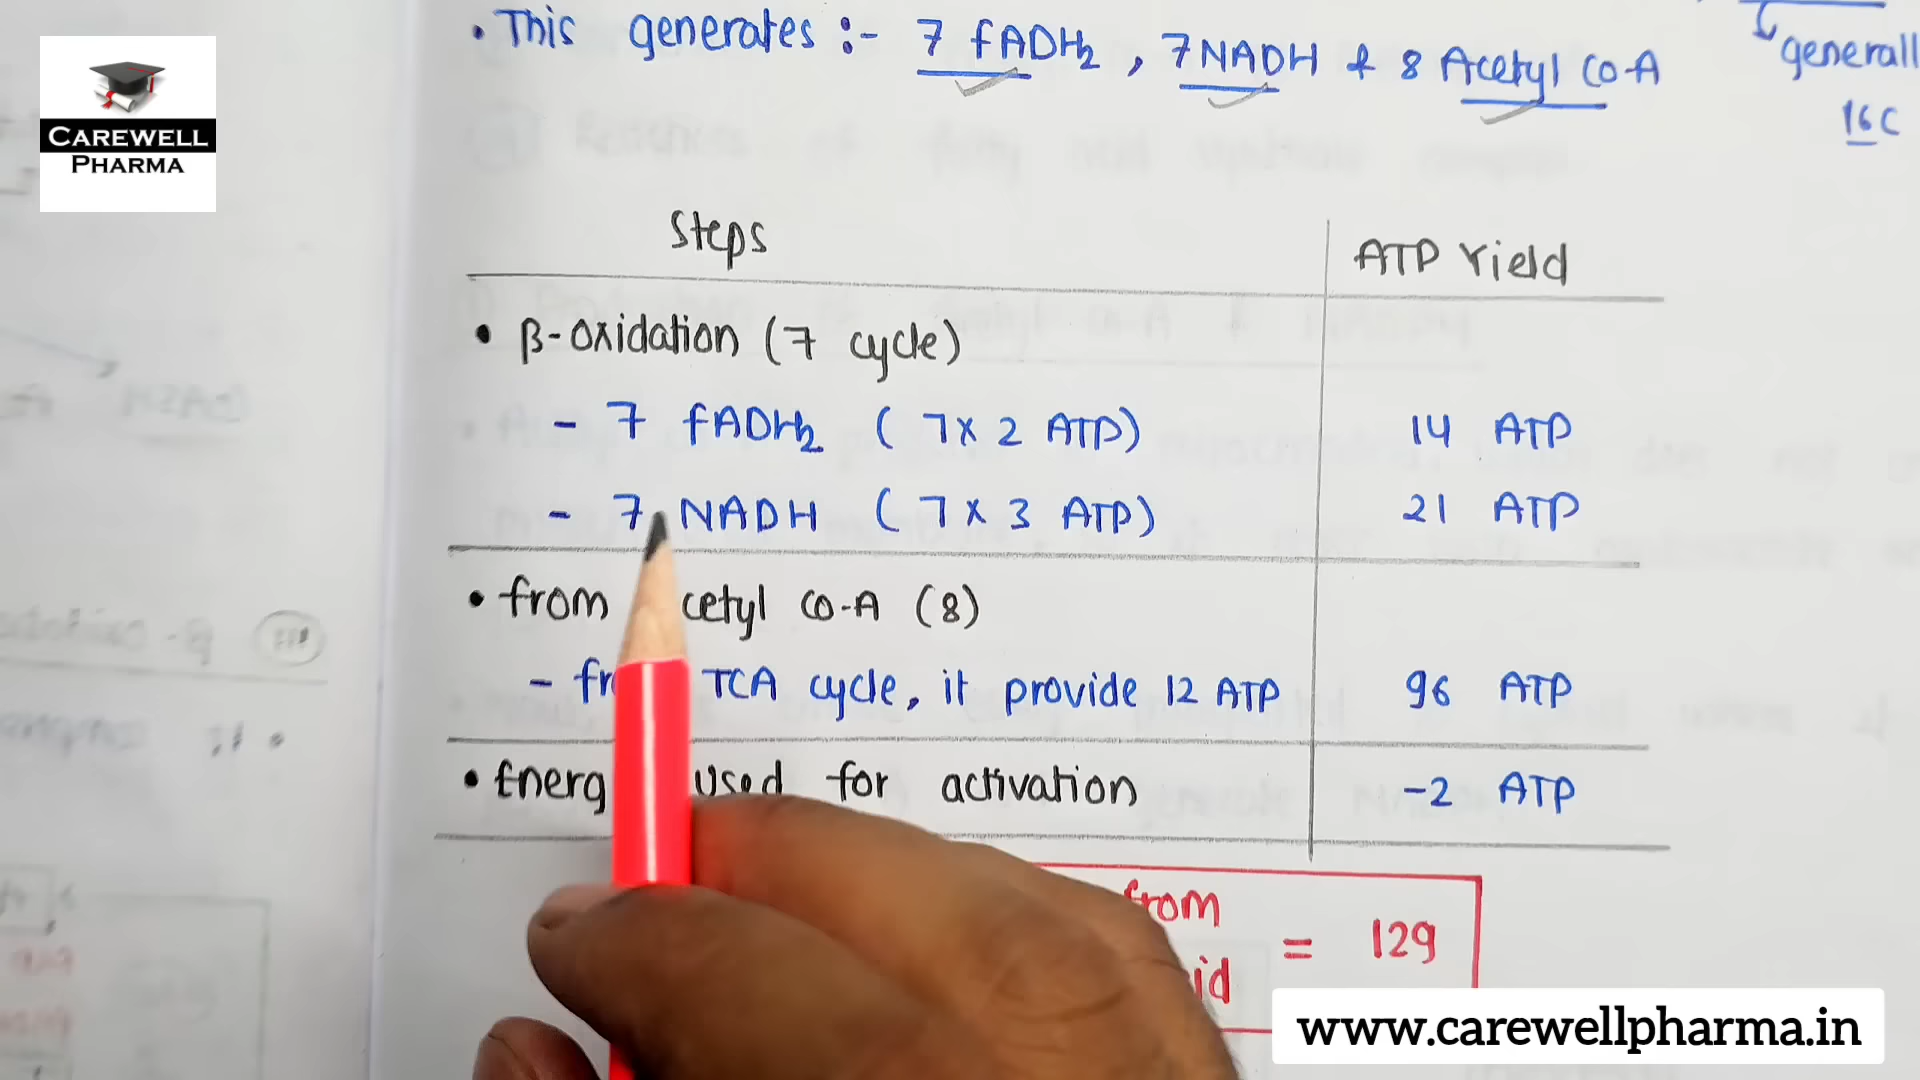 • This generates :- 7 FADH2 , 7 NADH & 8 Acetyl CO-A
generall
16C
CAREWELL
PHARMA
Steps
ATP Yield
• β-Oxidation (7 cycle)
- 7 FADH2 ( 7 x 2 ATP)
14 ATP
- 7 NADH ( 7 x 3 ATP)
21 ATP
• from cetyl CO-A (8)
- fr TCA cycle, it provide 12 ATP
96 ATP
• Energ used for activation
-2 ATP
from
= 129
id
www.carewellpharma.in